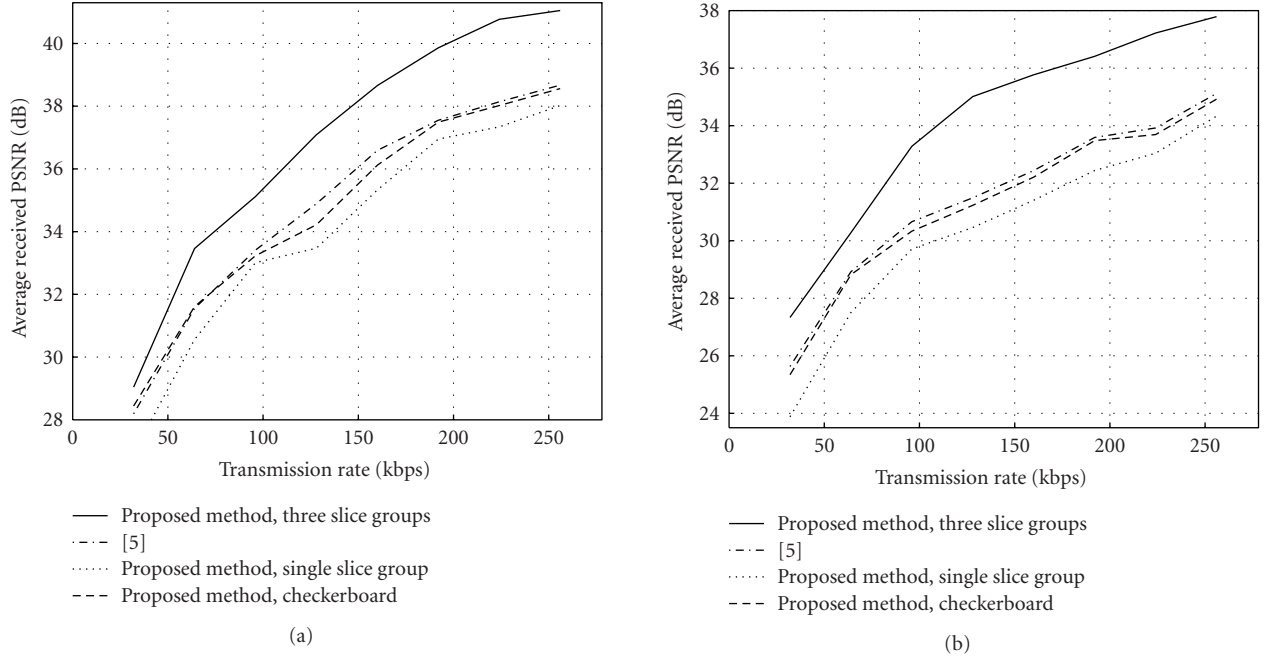 40
38
36
34
32
30
28
0 50 100 150 200 250
Average received PSNR (dB)
Transmission rate (kbps)
Proposed method, three slice groups
[5]
Proposed method, single slice group
Proposed method, checkerboard
(a)
38
36
34
32
30
28
26
24
0 50 100 150 200 250
Average received PSNR (dB)
Transmission rate (kbps)
Proposed method, three slice groups
[5]
Proposed method, single slice group
Proposed method, checkerboard
(b)